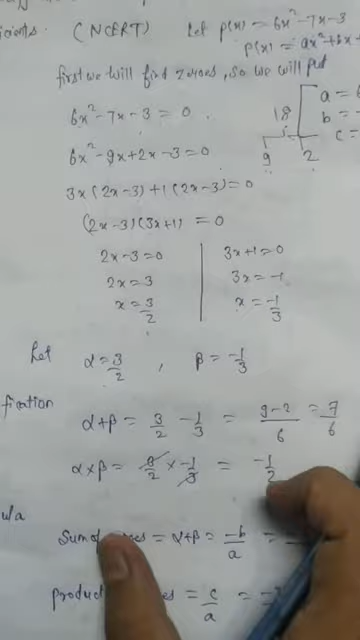 (NCERT) Let p(x) = 6x²-7x-3
p(x) = ax²+bx+
first we will find zeroes, so we will put
a =
6x²-7x-3=0
18
b = -
c =
6x²-9x+2x-3=0
9 2
3x(2x-3)+1(2x-3)=0
(2x-3)(3x+1) = 0
2x-3=0 3x+1=0
2x=3 3x=-1
x=3/2 x=-1/3
Let α=3/2 , β=-1/3
fication α+β = 3/2 -1/3 = 9-2/6 = 7/6
α×β = 3/2 × -1/3 = -1/2
ula
Sum of = α+β = -b/a =
produ = c/a =